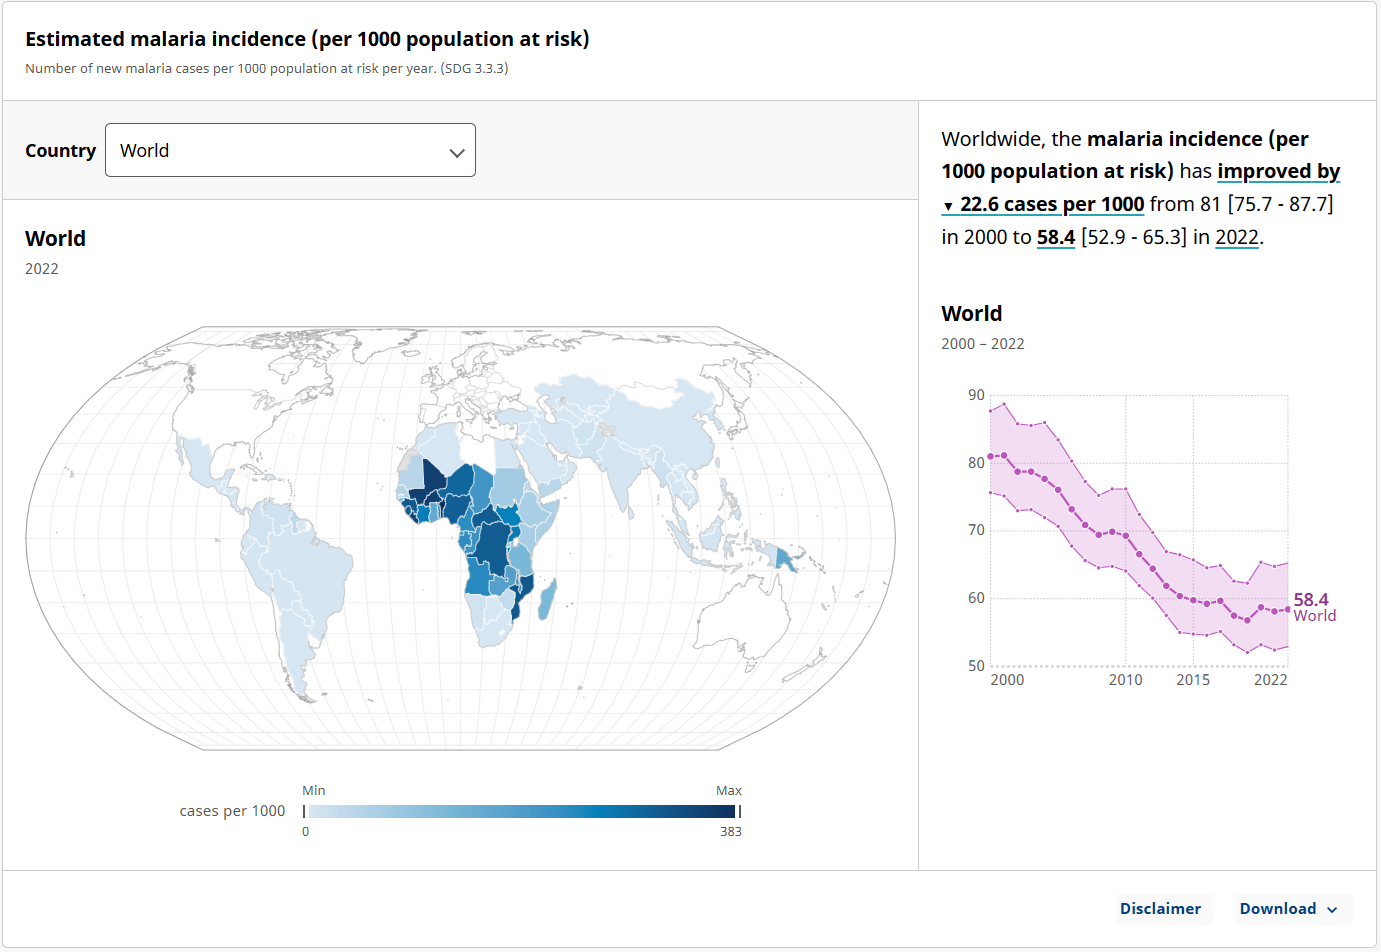 Estimated malaria incidence (per 1000 population at risk)
Number of new malaria cases per 1000 population at risk per year. (SDG 3.3.3)
Country
World
World
2022
Min
Max
cases per 1000
0
383
Worldwide, the malaria incidence (per
1000 population at risk) has improved by
▼ 22.6 cases per 1000 from 81 [75.7 - 87.7]
in 2000 to 58.4 [52.9 - 65.3] in 2022.
World
2000 – 2022
90
80
70
60
50
58.4
World
2000
2010
2015
2022
Disclaimer
Download